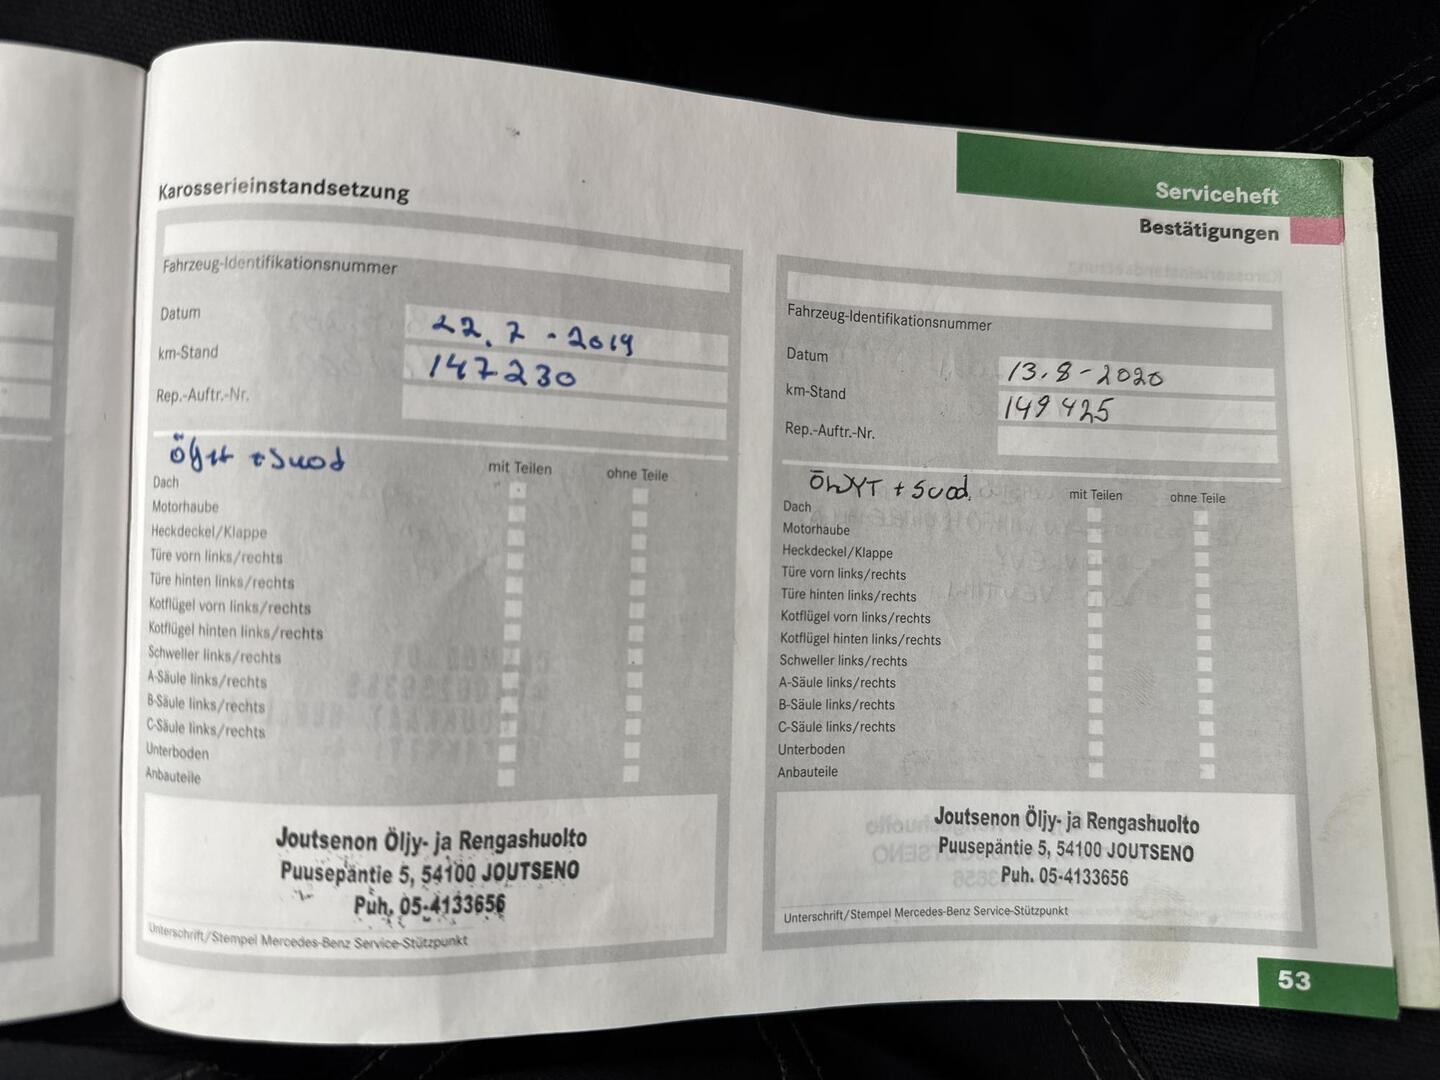 Serviceheft
Bestätigungen
Karosserieinstandsetzung
Fahrzeug-Identifikationsnummer
Datum 22.7-2019
km-Stand 147230
Rep.-Auftr.-Nr.
+ Suod
mit Teilen ohne Teile
Dach
Motorhaube
Heckdeckel/Klappe
Türe vorn links/rechts
Türe hinten links/rechts
Kotflügel vorn links/rechts
Kotflügel hinten links/rechts
Schweller links/rechts
A-Säule links/rechts
B-Säule links/rechts
C-Säule links/rechts
Unterboden
Anbauteile
Joutsenon Öljy- ja Rengashuolto
Puusepäntie 5, 54100 JOUTSENO
Puh. 05-4133656
Unterschrift/Stempel Mercedes-Benz Service-Stützpunkt
Fahrzeug-Identifikationsnummer
Datum 13.8-2020
km-Stand 149425
Rep.-Auftr.-Nr.
+ Suod.
mit Teilen ohne Teile
Dach
Motorhaube
Heckdeckel/Klappe
Türe vorn links/rechts
Türe hinten links/rechts
Kotflügel vorn links/rechts
Kotflügel hinten links/rechts
Schweller links/rechts
A-Säule links/rechts
B-Säule links/rechts
C-Säule links/rechts
Unterboden
Anbauteile
Joutsenon Öljy- ja Rengashuolto
Puusepäntie 5, 54100 JOUTSENO
Puh. 05-4133656
Unterschrift/Stempel Mercedes-Benz Service-Stützpunkt
53